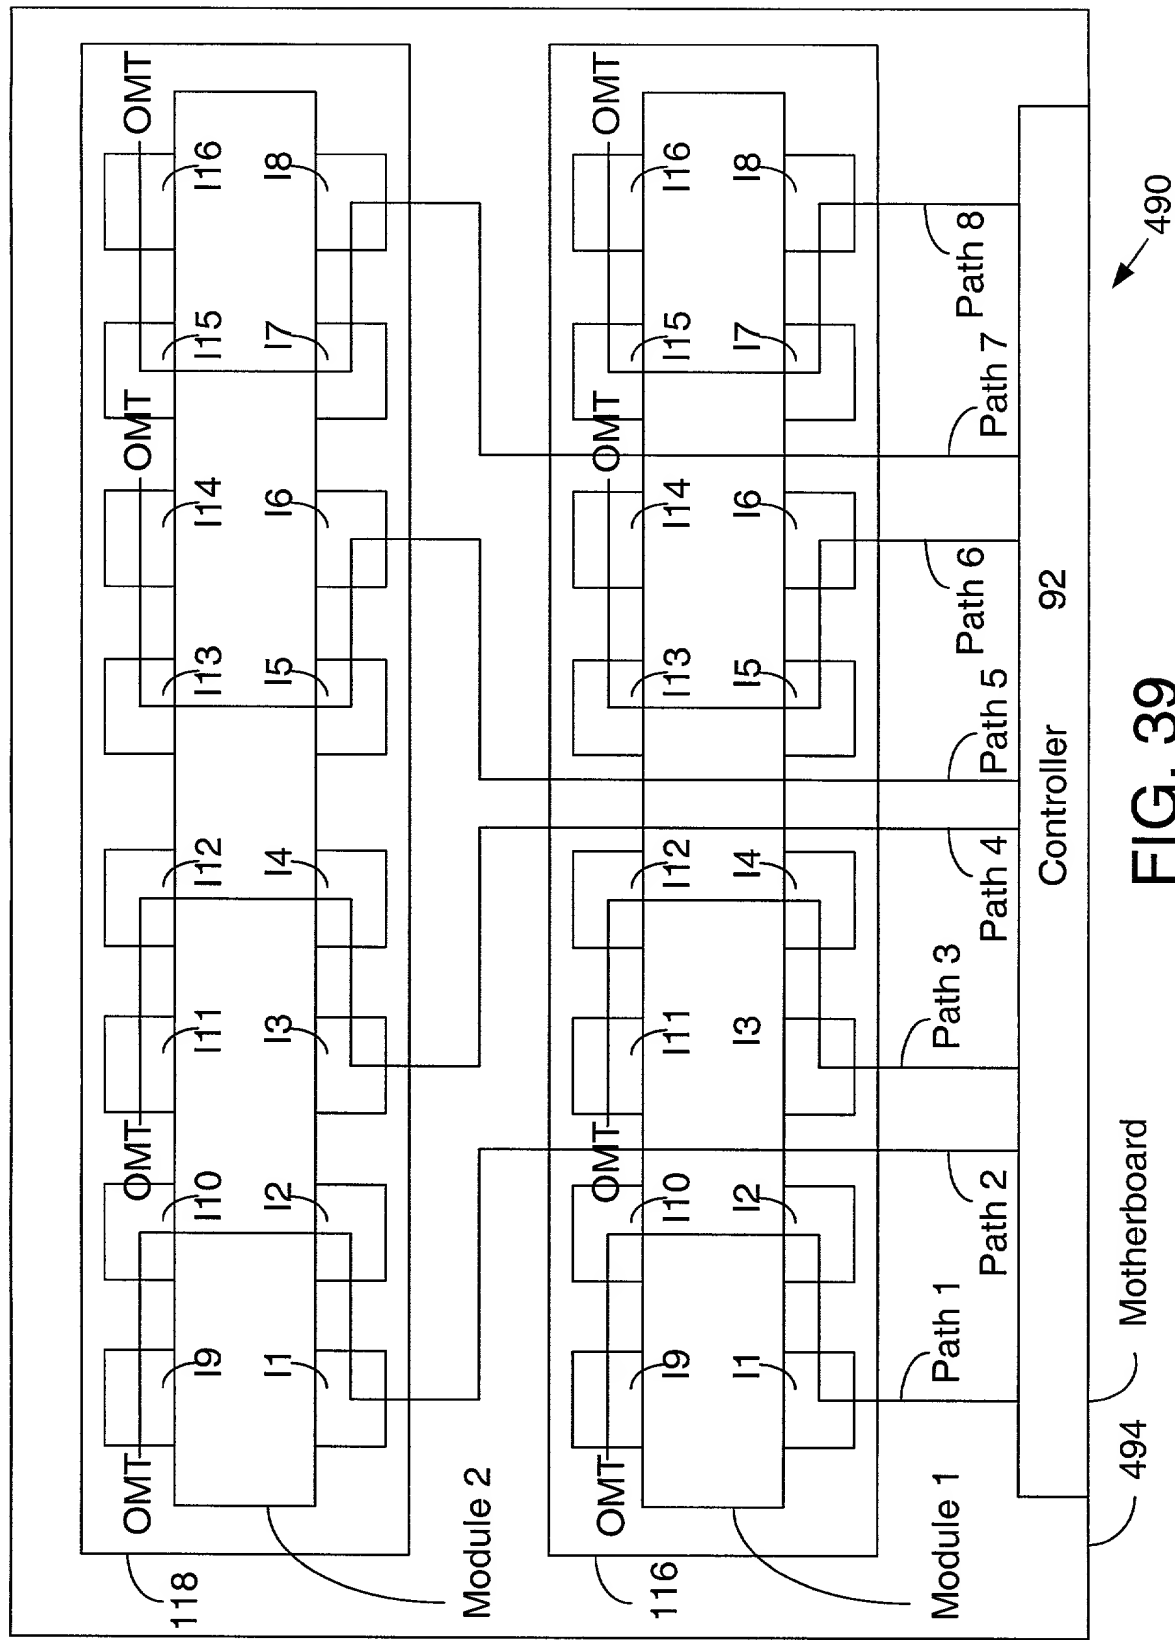 OMT OMT OMT OMT
I9 I10 I11 I12 I13 I14 I15 I16
I1 I2 I3 I4 I5 I6 I7 I8
118
Module 2
OMT OMT OMT OMT
I9 I10 I11 I12 I13 I14 I15 I16
I1 I2 I3 I4 I5 I6 I7 I8
116
Module 1
Path 1 Path 3 Path 6 Path 8
Path 2 Path 4 Path 5 Path 7
Controller 92
494 Motherboard
490
FIG. 39